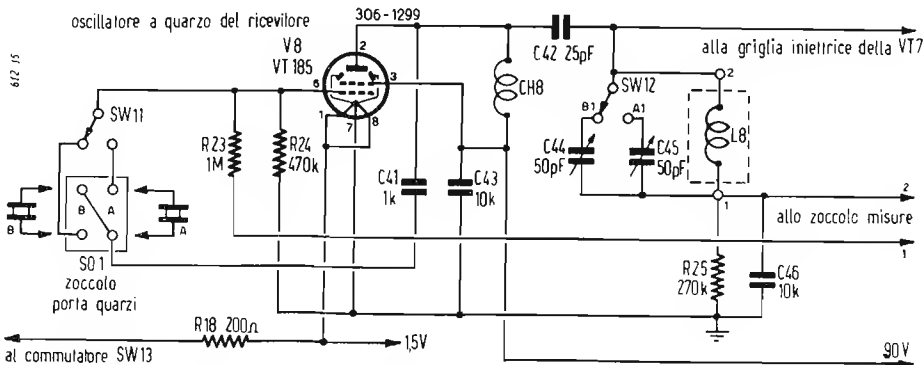 oscillatore a quarzo del ricevilore
306-1299
V8
VT185
2
6
3
1
7
8
C42 25pF
alla griglia iniettrice della VT7
612 15
SW11
R23
1M
R24
470k
CH8
SW12
B1
A1
2
C44
50pF
C45
50pF
L8
1
C41
1k
C43
10k
B
A
B
A
SO1
zoccolo
porta quarzi
2
allo zoccolo misure
1
R25
270k
C46
10k
R18 200Ω
al commutatore SW13
1,5V
90V